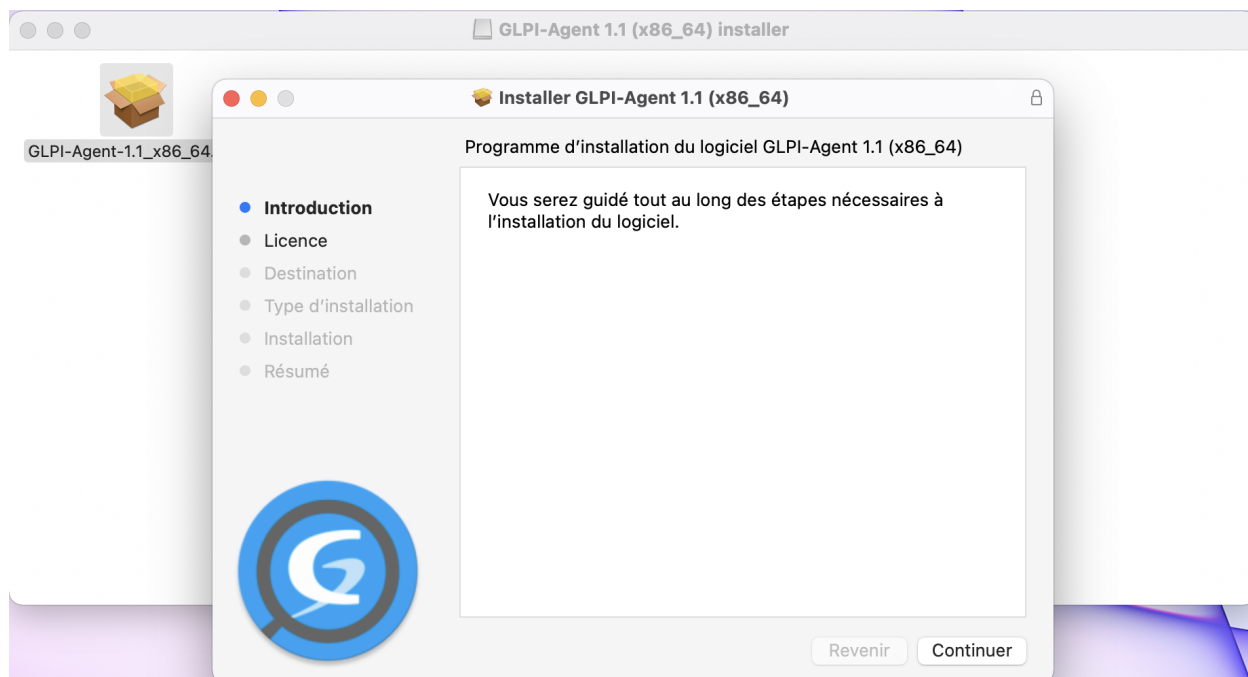 GLPI-Agent 1.1 (x86_64) installer
GLPI-Agent-1.1_x86_64.
Installer GLPI-Agent 1.1 (x86_64)
Programme d’installation du logiciel GLPI-Agent 1.1 (x86_64)
Introduction
Licence
Destination
Type d’installation
Installation
Résumé
Vous serez guidé tout au long des étapes nécessaires à
l’installation du logiciel.
Revenir
Continuer